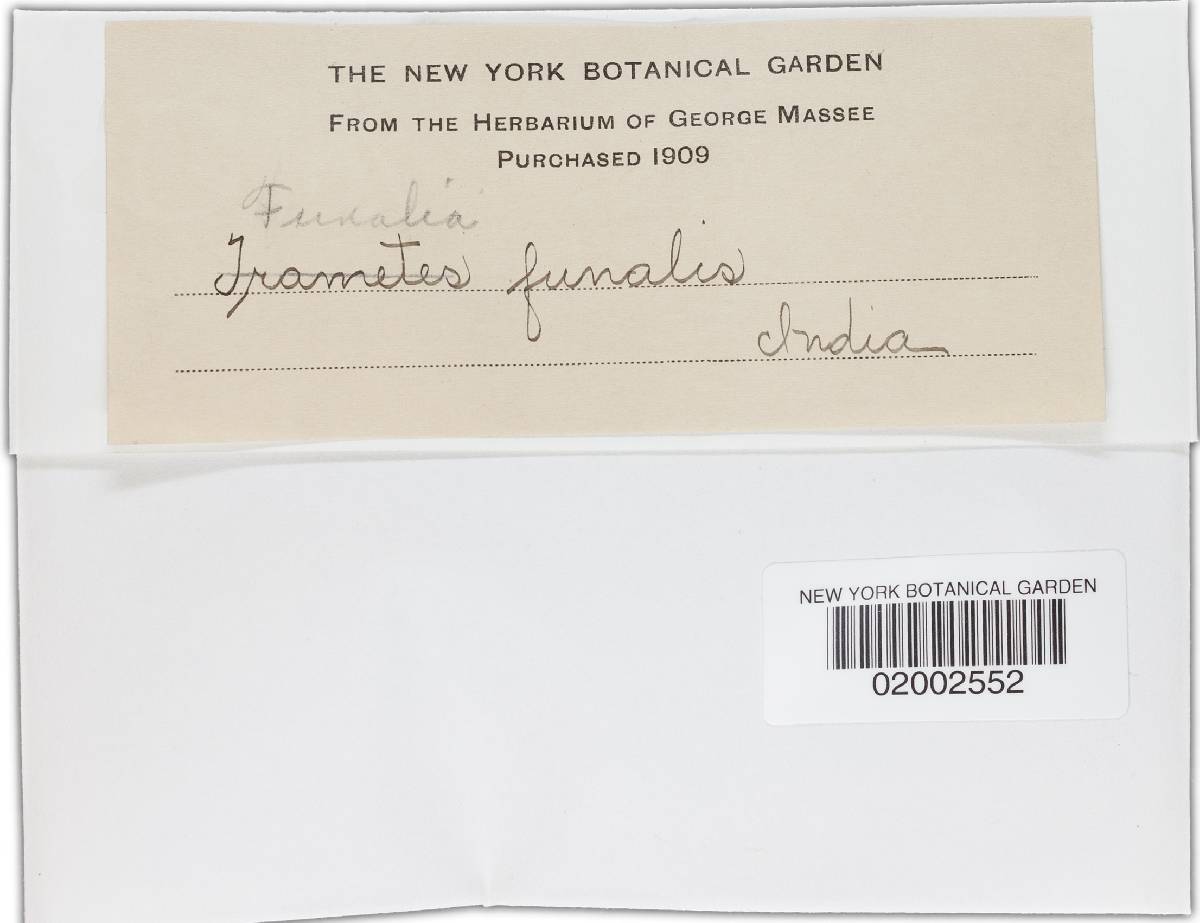 THE NEW YORK BOTANICAL GARDEN
FROM THE HERBARIUM OF GEORGE MASSEE
PURCHASED 1909
Funalia
Trametes funalis
India
NEW YORK BOTANICAL GARDEN
02002552